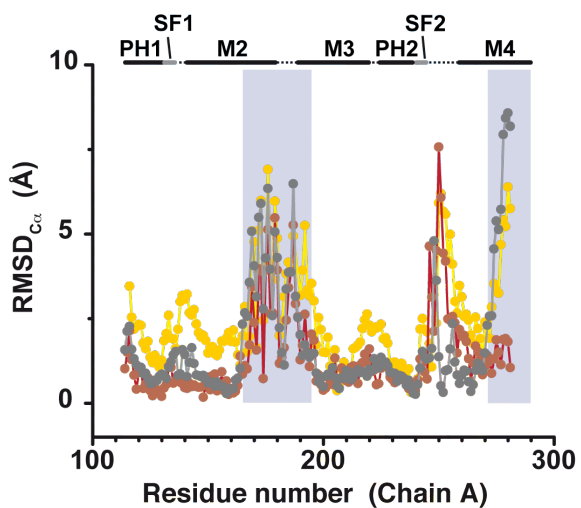 SF1 SF2
PH1 M2 M3 PH2 M4
10
5
0
RMSDCα (Å)
100 200 300
Residue number (Chain A)